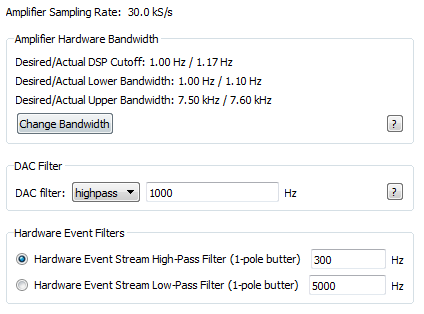 Amplifier Sampling Rate: 30.0 kS/s
Amplifier Hardware Bandwidth
Desired/Actual DSP Cutoff: 1.00 Hz / 1.17 Hz
Desired/Actual Lower Bandwidth: 1.00 Hz / 1.10 Hz
Desired/Actual Upper Bandwidth: 7.50 kHz / 7.60 kHz
Change Bandwidth ?
DAC Filter
DAC filter: highpass 1000 Hz ?
Hardware Event Filters
Hardware Event Stream High-Pass Filter (1-pole butter) 300 Hz
Hardware Event Stream Low-Pass Filter (1-pole butter) 5000 Hz